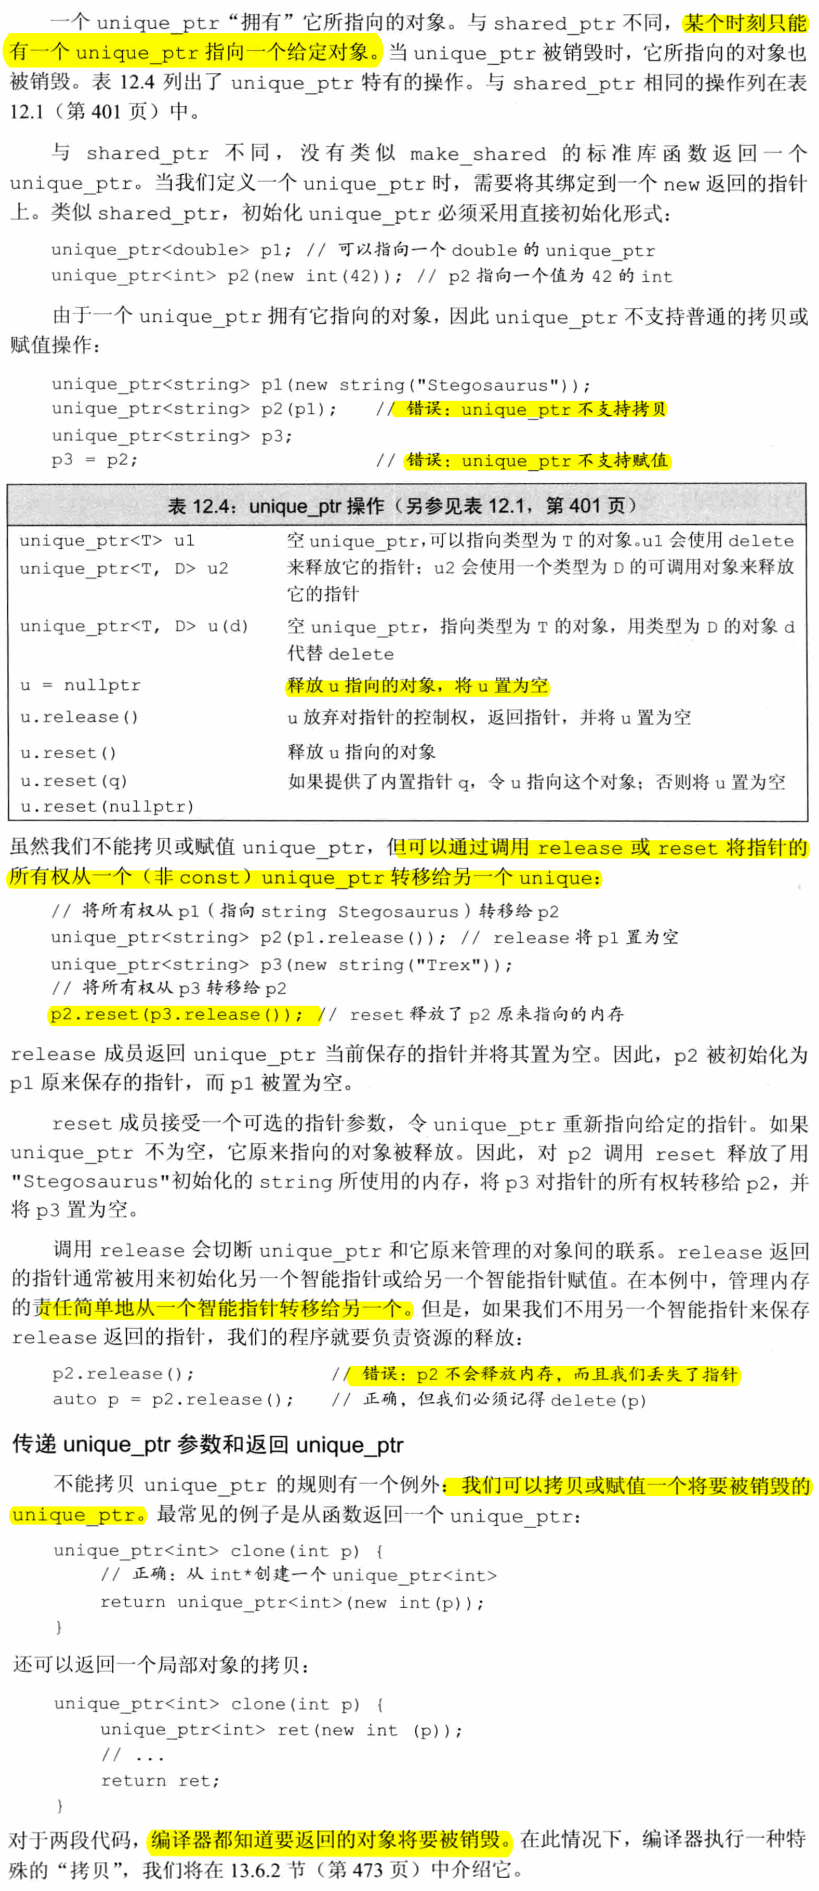 一个 unique_ptr“拥有”它所指向的对象。与 shared_ptr 不同，某个时刻只能
有一个 unique_ptr 指向一个给定对象。当 unique_ptr 被销毁时，它所指向的对象也
被销毁。表 12.4 列出了 unique_ptr 特有的操作。与 shared_ptr 相同的操作列在表
12.1（第 401 页）中。
与 shared_ptr 不同，没有类似 make_shared 的标准库函数返回一个
unique_ptr。当我们定义一个 unique_ptr 时，需要将其绑定到一个 new 返回的指针
上。类似 shared_ptr，初始化 unique_ptr 必须采用直接初始化形式：
unique_ptr<double> p1; // 可以指向一个 double 的 unique_ptr
unique_ptr<int> p2(new int(42)); // p2 指向一个值为 42 的 int
由于一个 unique_ptr 拥有它指向的对象，因此 unique_ptr 不支持普通的拷贝或
赋值操作：
unique_ptr<string> p1(new string("Stegosaurus"));
unique_ptr<string> p2(p1); // 错误：unique_ptr 不支持拷贝
unique_ptr<string> p3;
p3 = p2; // 错误：unique_ptr 不支持赋值
表 12.4：unique_ptr 操作（另参见表 12.1，第 401 页）
unique_ptr<T> u1 空 unique_ptr，可以指向类型为 T 的对象。u1 会使用 delete
unique_ptr<T, D> u2 来释放它的指针；u2 会使用一个类型为 D 的可调用对象来释放
它的指针
unique_ptr<T, D> u(d) 空 unique_ptr，指向类型为 T 的对象，用类型为 D 的对象 d
代替 delete
u = nullptr 释放 u 指向的对象，将 u 置为空
u.release() u 放弃对指针的控制权，返回指针，并将 u 置为空
u.reset() 释放 u 指向的对象
u.reset(q) 如果提供了内置指针 q，令 u 指向这个对象；否则将 u 置为空
u.reset(nullptr)
虽然我们不能拷贝或赋值 unique_ptr，但可以通过调用 release 或 reset 将指针的
所有权从一个（非 const）unique_ptr 转移给另一个 unique：
// 将所有权从 p1（指向 string Stegosaurus）转移给 p2
unique_ptr<string> p2(p1.release()); // release 将 p1 置为空
unique_ptr<string> p3(new string("Trex"));
// 将所有权从 p3 转移给 p2
p2.reset(p3.release()); // reset 释放了 p2 原来指向的内存
release 成员返回 unique_ptr 当前保存的指针并将其置为空。因此，p2 被初始化为
p1 原来保存的指针，而 p1 被置为空。
reset 成员接受一个可选的指针参数，令 unique_ptr 重新指向给定的指针。如果
unique_ptr 不为空，它原来指向的对象被释放。因此，对 p2 调用 reset 释放了用
"Stegosaurus"初始化的 string 所使用的内存，将 p3 对指针的所有权转移给 p2，并
将 p3 置为空。
调用 release 会切断 unique_ptr 和它原来管理的对象间的联系。release 返回
的指针通常被用来初始化另一个智能指针或给另一个智能指针赋值。在本例中，管理内存
的责任简单地从一个智能指针转移给另一个。但是，如果我们不用另一个智能指针来保存
release 返回的指针，我们的程序就要负责资源的释放：
p2.release(); // 错误：p2 不会释放内存，而且我们丢失了指针
auto p = p2.release(); // 正确，但我们必须记得 delete(p)
传递 unique_ptr 参数和返回 unique_ptr
不能拷贝 unique_ptr 的规则有一个例外：我们可以拷贝或赋值一个将要被销毁的
unique_ptr。最常见的例子是从函数返回一个 unique_ptr：
unique_ptr<int> clone(int p) {
// 正确：从 int*创建一个 unique_ptr<int>
return unique_ptr<int>(new int(p));
}
还可以返回一个局部对象的拷贝：
unique_ptr<int> clone(int p) {
unique_ptr<int> ret(new int (p));
// ...
return ret;
}
对于两段代码，编译器都知道要返回的对象将要被销毁。在此情况下，编译器执行一种特
殊的“拷贝”，我们将在 13.6.2 节（第 473 页）中介绍它。